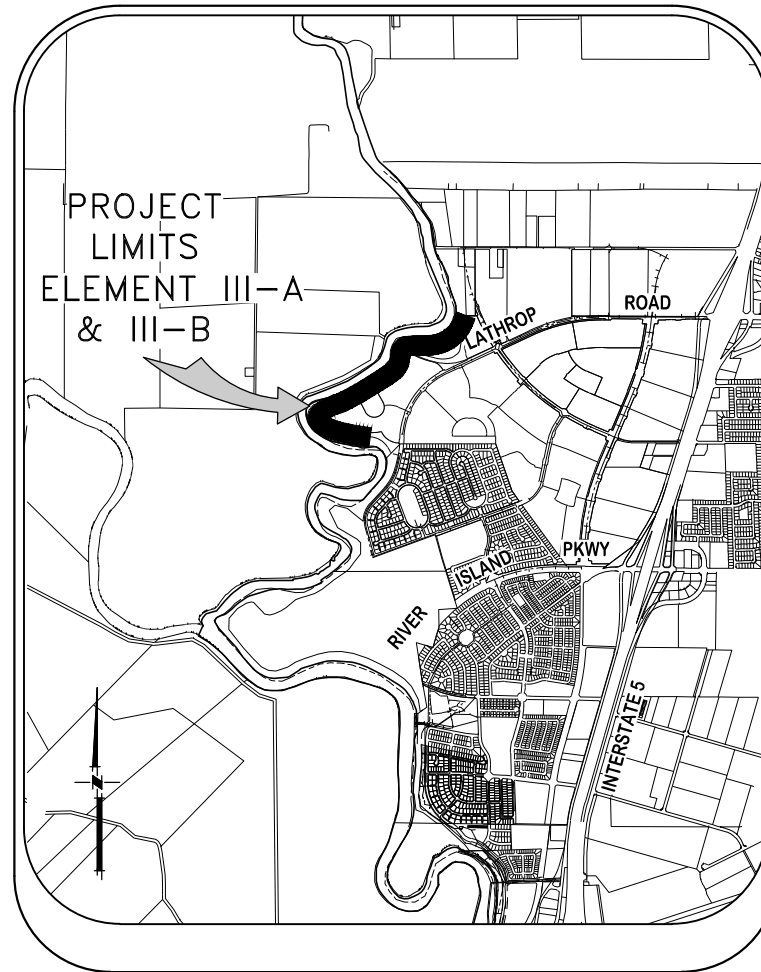 PROJECT
LIMITS
ELEMENT III-A
& III-B
LATHROP
ROAD
ISLAND
PKWY
RIVER
INTERSTATE 5